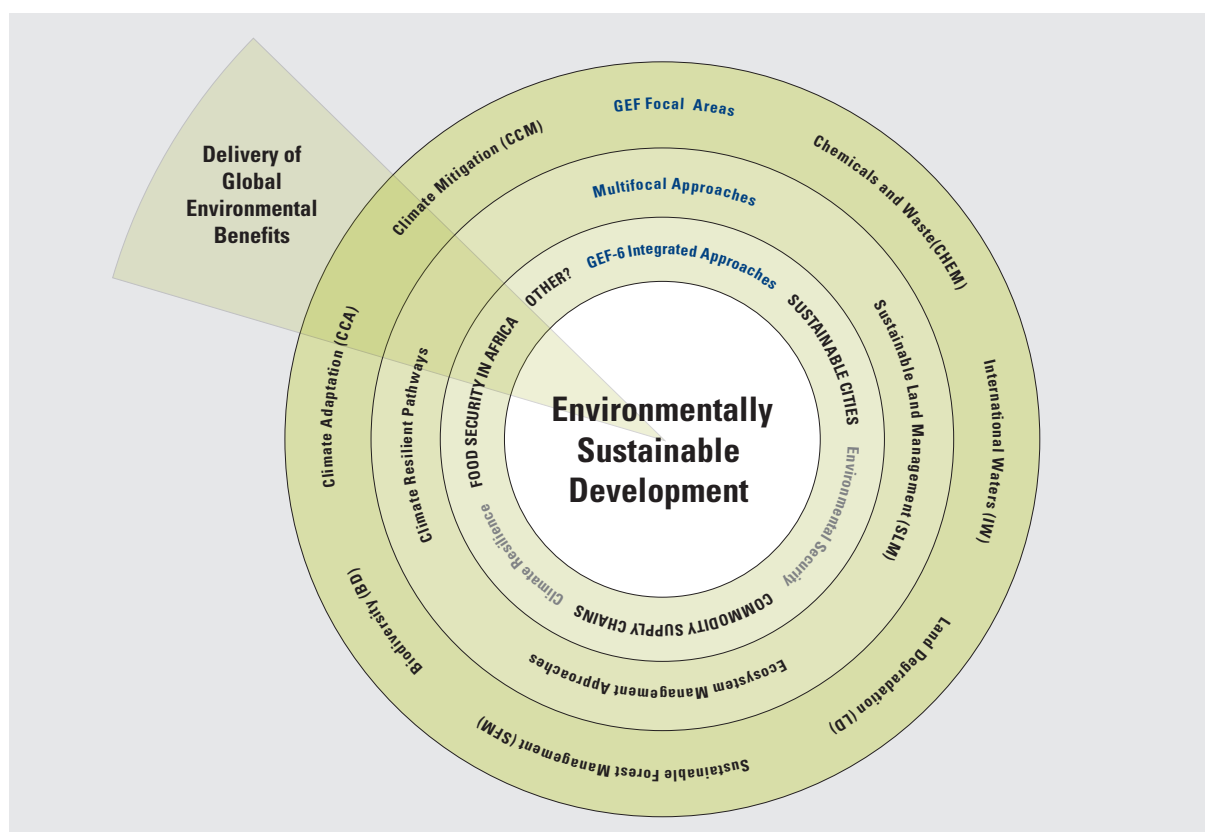 Delivery of
Global
Environmental
Benefits
GEF Focal Areas
Chemicals and Waste(CHEM)
International Waters (IW)
Land Degradation (LD)
Sustainable Forest Management (SFM)
Biodiversity (BD)
Climate Adaptation (CCA)
Climate Mitigation (CCM)
Multifocal Approaches
Sustainable Land Management (SLM)
Ecosystem Management Approaches
Climate Resilient Pathways
GEF-6 Integrated Approaches
SUSTAINABLE CITIES
Environmental Security
COMMODITY SUPPLY CHAINS
Climate Resilience
FOOD SECURITY IN AFRICA
OTHER?
Environmentally
Sustainable
Development